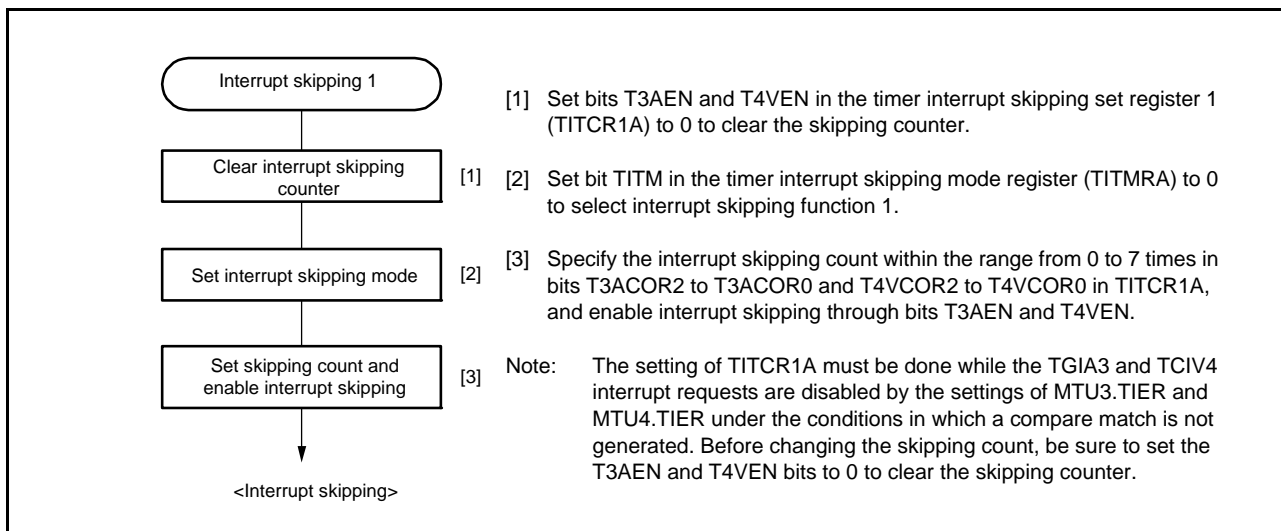 Interrupt skipping 1
Clear interrupt skipping
counter
[1]
Set interrupt skipping mode
[2]
Set skipping count and
enable interrupt skipping
[3]
<Interrupt skipping>
[1] Set bits T3AEN and T4VEN in the timer interrupt skipping set register 1
(TITCR1A) to 0 to clear the skipping counter.
[2] Set bit TITM in the timer interrupt skipping mode register (TITMRA) to 0
to select interrupt skipping function 1.
[3] Specify the interrupt skipping count within the range from 0 to 7 times in
bits T3ACOR2 to T3ACOR0 and T4VCOR2 to T4VCOR0 in TITCR1A,
and enable interrupt skipping through bits T3AEN and T4VEN.
Note: The setting of TITCR1A must be done while the TGIA3 and TCIV4
interrupt requests are disabled by the settings of MTU3.TIER and
MTU4.TIER under the conditions in which a compare match is not
generated. Before changing the skipping count, be sure to set the
T3AEN and T4VEN bits to 0 to clear the skipping counter.